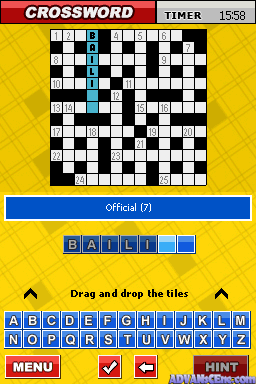 CROSSWORD
TIMER 15:58
1 2 B 4 5 6
A
8 I 9
10 L 11
I 12
13 14 15 16
17 18 19 20
21
22 23
24 25
Official (7)
B A I L I
Drag and drop the tiles
A B C D E F G H I J K L M
N O P Q R S T U V W X Y Z
MENU
HINT
ADVANSCENE.com